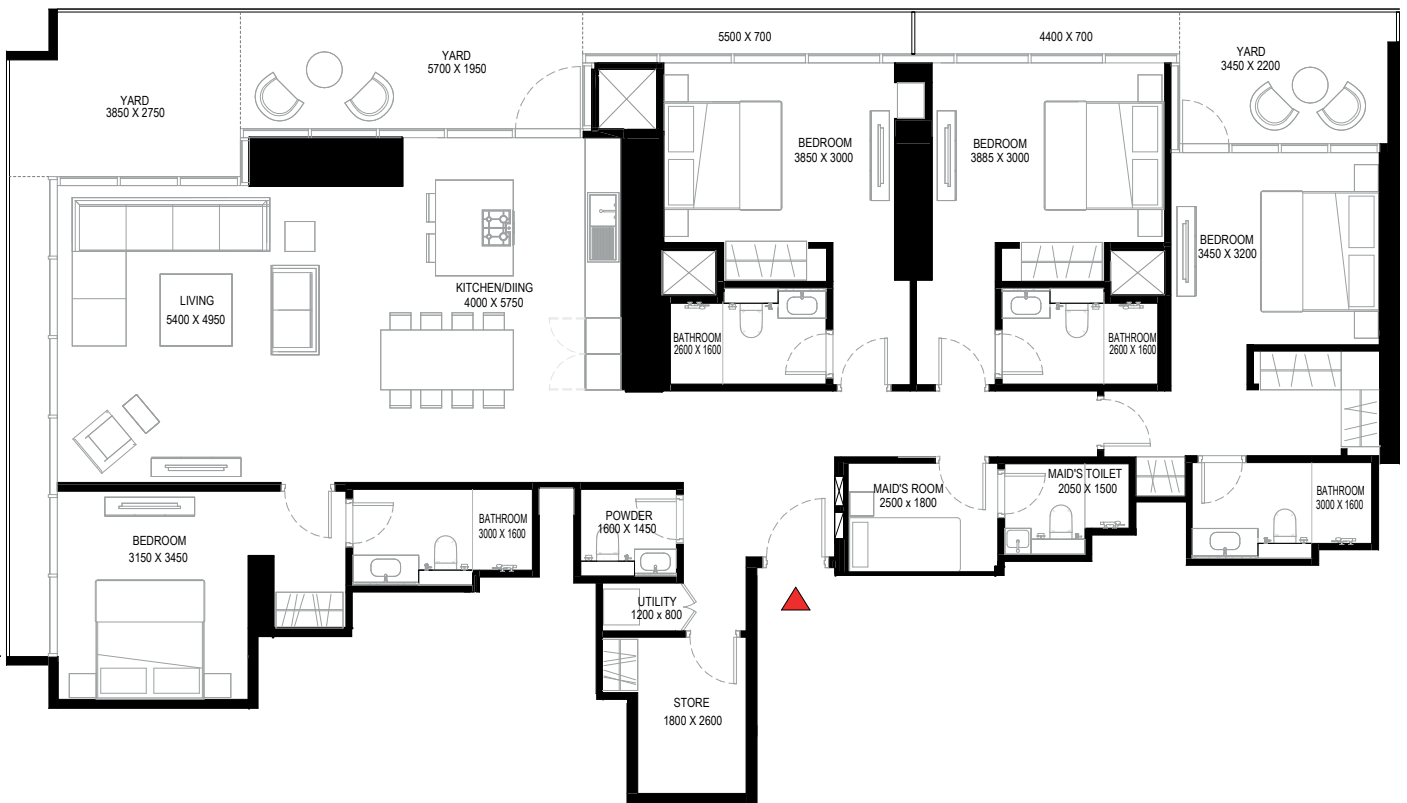 5500 X 700
4400 X 700
YARD
5700 X 1950
YARD
3450 X 2200
YARD
3850 X 2750
BEDROOM
3850 X 3000
BEDROOM
3885 X 3000
BEDROOM
3450 X 3200
LIVING
5400 X 4950
KITCHEN/DIING
4000 X 5750
BATHROOM
2600 X 1600
BATHROOM
2600 X 1600
BEDROOM
3150 X 3450
BATHROOM
3000 X 1600
POWDER
1600 X 1450
MAID'S ROOM
2500 x 1800
MAID'S TOILET
2050 X 1500
BATHROOM
3000 X 1600
UTILITY
1200 x 800
STORE
1800 X 2600